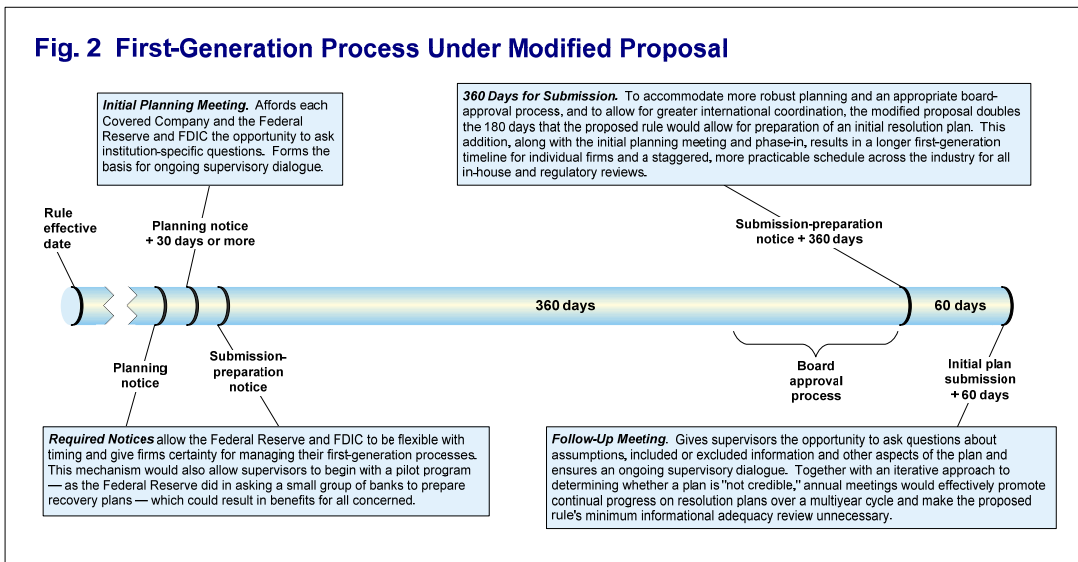 Fig. 2 First-Generation Process Under Modified Proposal
Initial Planning Meeting. Affords each
Covered Company and the Federal
Reserve and FDIC the opportunity to ask
institution-specific questions. Forms the
basis for ongoing supervisory dialogue.
360 Days for Submission. To accommodate more robust planning and an appropriate board-
approval process, and to allow for greater international coordination, the modified proposal doubles
the 180 days that the proposed rule would allow for preparation of an initial resolution plan. This
addition, along with the initial planning meeting and phase-in, results in a longer first-generation
timeline for individual firms and a staggered, more practicable schedule across the industry for all
in-house and regulatory reviews.
Rule
effective
date
Planning notice
+ 30 days or more
Submission-preparation
notice + 360 days
360 days
60 days
Planning
notice
Submission-
preparation
notice
Board
approval
process
Initial plan
submission
+ 60 days
Required Notices allow the Federal Reserve and FDIC to be flexible with
timing and give firms certainty for managing their first-generation processes.
This mechanism would also allow supervisors to begin with a pilot program
— as the Federal Reserve did in asking a small group of banks to prepare
recovery plans — which could result in benefits for all concerned.
Follow-Up Meeting. Gives supervisors the opportunity to ask questions about
assumptions, included or excluded information and other aspects of the plan and
ensures an ongoing supervisory dialogue. Together with an iterative approach to
determining whether a plan is "not credible," annual meetings would effectively promote
continual progress on resolution plans over a multiyear cycle and make the proposed
rule's minimum informational adequacy review unnecessary.